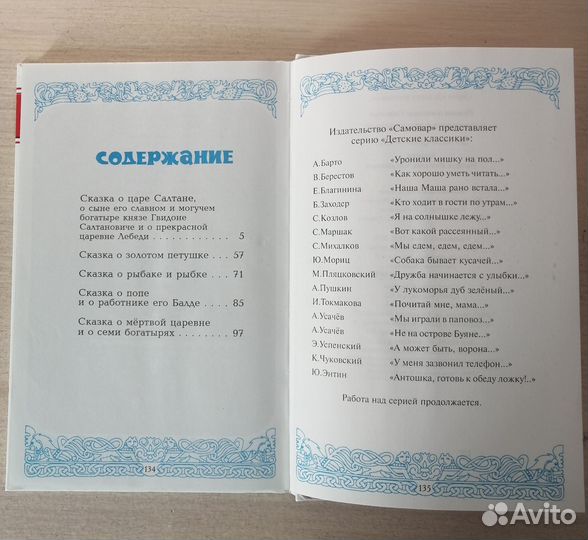 СОДЕРЖАНИЕ
Сказка о царе Салтане,
о сыне его славном и могучем
богатыре князе Гвидоне
Салтановиче и о прекрасной
царевне Лебеди . . . . . . . . . . . . 5
Сказка о золотом петушке . . . 57
Сказка о рыбаке и рыбке . . . . 71
Сказка о попе
и о работнике его Балде . . . . 85
Сказка о мёртвой царевне
и о семи богатырях . . . . . . . . 97
134
Издательство «Самовар» представляет
серию «Детские классики»:
А.Барто «Уронили мишку на пол...»
В.Берестов «Как хорошо уметь читать...»
Е.Благинина «Наша Маша рано встала...»
Б.Заходер «Кто ходит в гости по утрам...»
С.Козлов «Я на солнышке лежу...»
С.Маршак «Вот какой рассеянный...»
С.Михалков «Мы едем, едем, едем...»
Ю.Мориц «Собака бывает кусачей...»
М.Пляцковский «Дружба начинается с улыбки...»
А.Пушкин «У лукоморья дуб зелёный...»
И.Токмакова «Почитай мне, мама...»
А.Усачёв «Мы играли в паповоз...»
А.Усачёв «Не на острове Буяне...»
Э.Успенский «А может быть, ворона...»
К.Чуковский «У меня зазвонил телефон...»
Ю.Энтин «Антошка, готовь к обеду ложку!..»
Работа над серией продолжается.
135
Avito